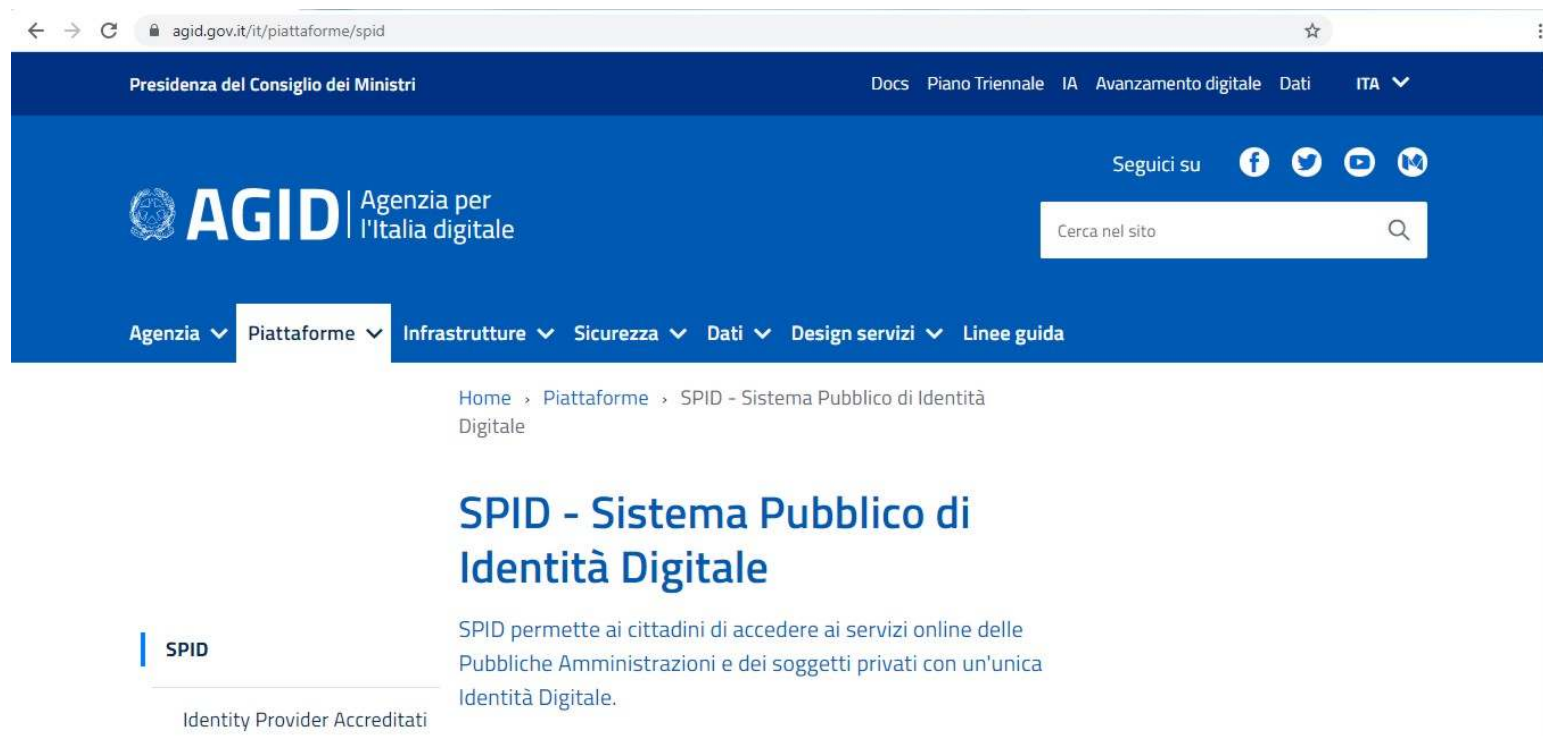 agid.gov.it/it/piattaforme/spid
Presidenza del Consiglio dei Ministri
Docs Piano Triennale IA Avanzamento digitale Dati ITA
Seguici su
AGID Agenzia per
l'Italia digitale
Cerca nel sito
Agenzia Piattaforme Infrastrutture Sicurezza Dati Design servizi Linee guida
Home › Piattaforme › SPID - Sistema Pubblico di Identità
Digitale
SPID - Sistema Pubblico di
Identità Digitale
SPID permette ai cittadini di accedere ai servizi online delle
Pubbliche Amministrazioni e dei soggetti privati con un'unica
Identità Digitale.
SPID
Identity Provider Accreditati